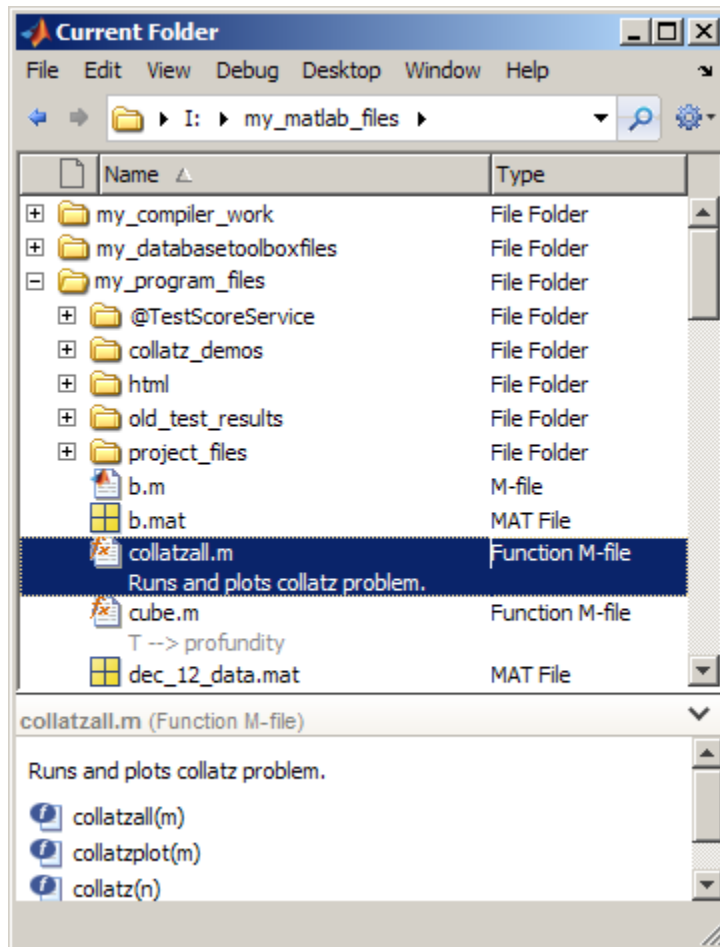 Current Folder
File Edit View Debug Desktop Window Help
I: my_matlab_files
Name Type
my_compiler_work File Folder
my_databasetoolboxfiles File Folder
my_program_files File Folder
@TestScoreService File Folder
collatz_demos File Folder
html File Folder
old_test_results File Folder
project_files File Folder
b.m M-file
b.mat MAT File
collatzall.m Function M-file
Runs and plots collatz problem.
cube.m Function M-file
T --> profundity
dec_12_data.mat MAT File
collatzall.m (Function M-file)
Runs and plots collatz problem.
collatzall(m)
collatzplot(m)
collatz(n)